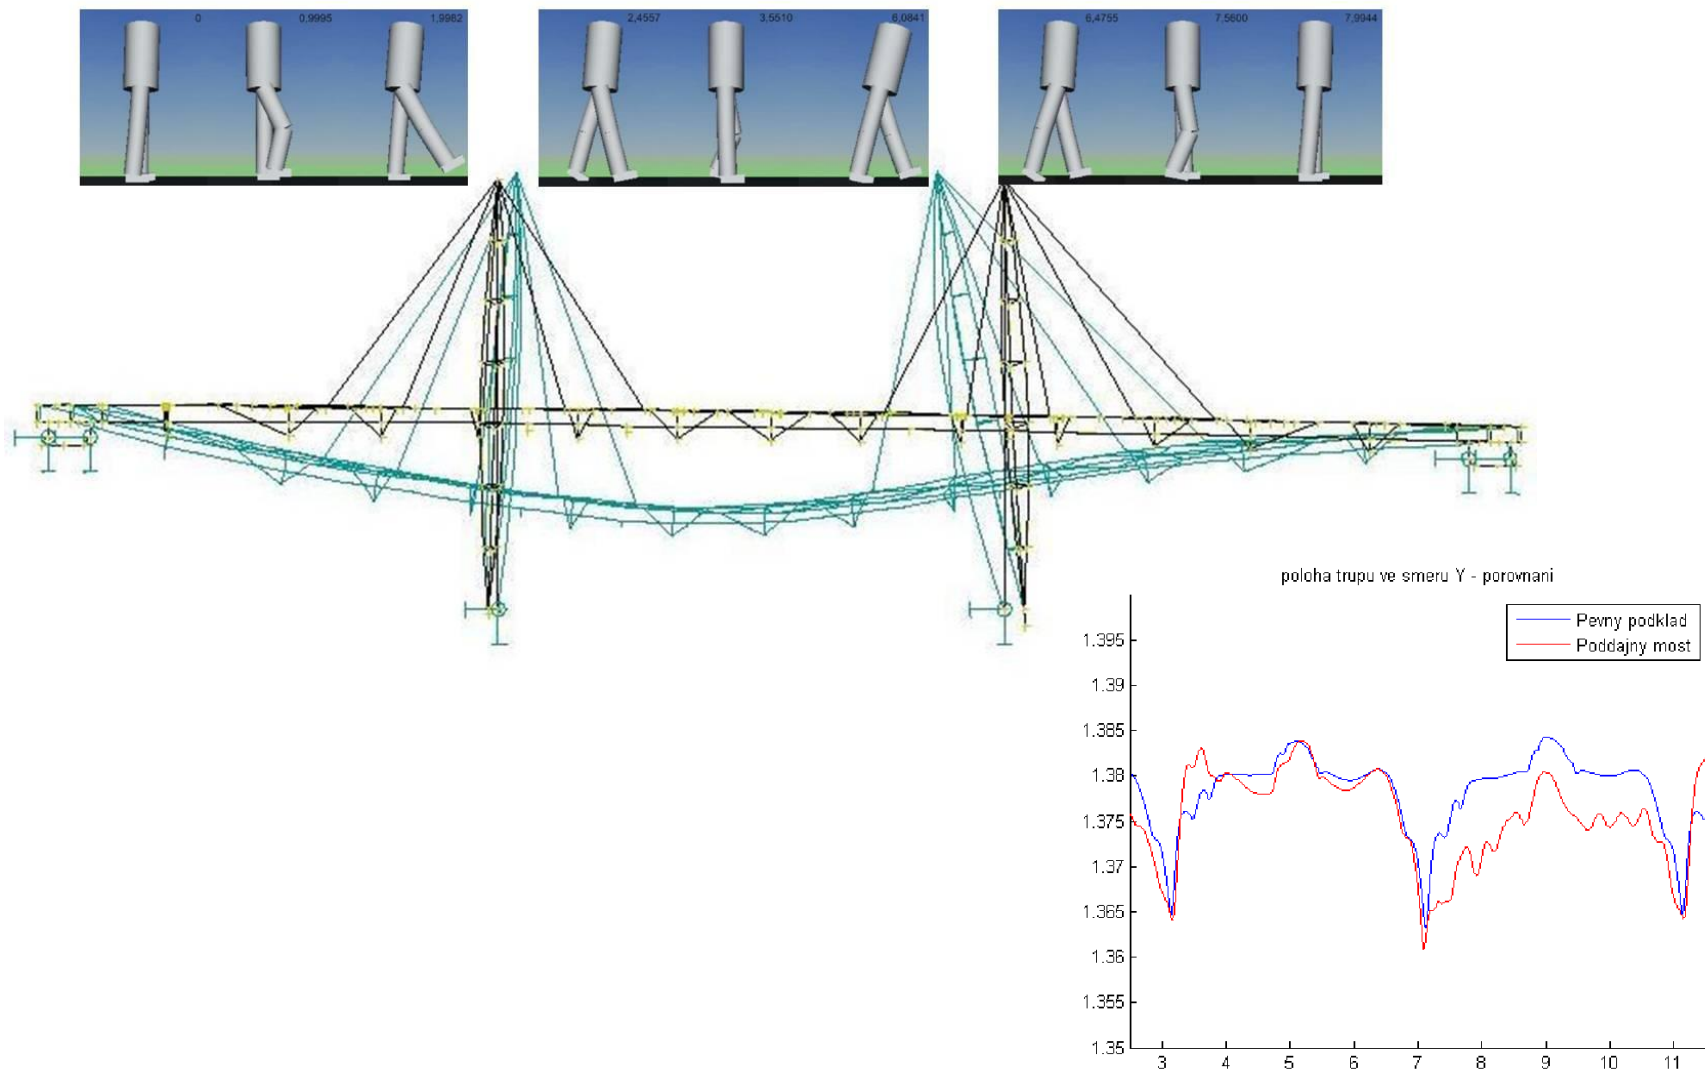 0 0,9995 1,9982
2,4557 3,5510 6,0841
6,4755 7,5600 7,9944
poloha trupu ve smeru Y - porovnani
Pevny podklad
Poddajny most
1.395
1.39
1.385
1.38
1.375
1.37
1.365
1.36
1.355
1.35
3 4 5 6 7 8 9 10 11